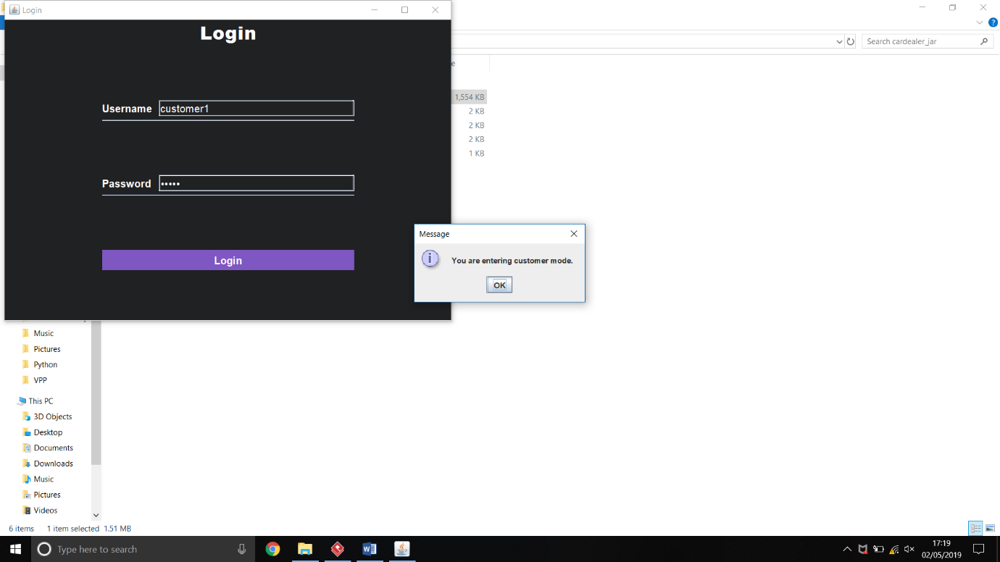 Login
Login
Username customer1
Password •••••
Login
Message
i You are entering customer mode.
OK
Search cardealer_jar
?
e
1,554 KB
2 KB
2 KB
2 KB
1 KB
Music
Pictures
Python
VPP
This PC
3D Objects
Desktop
Documents
Downloads
Music
Pictures
Videos
6 items 1 item selected 1.51 MB
Type here to search
W
17:19
02/05/2019